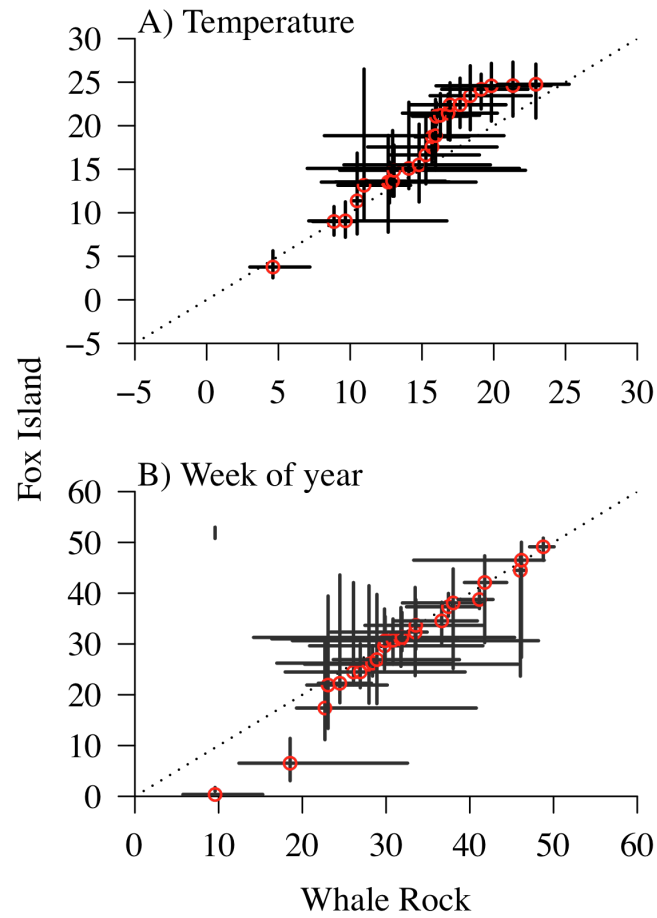 A) Temperature
30
25
20
15
10
5
0
−5
−5 0 5 10 15 20 25 30
Fox Island
B) Week of year
60
50
40
30
20
10
0
0 10 20 30 40 50 60
Whale Rock